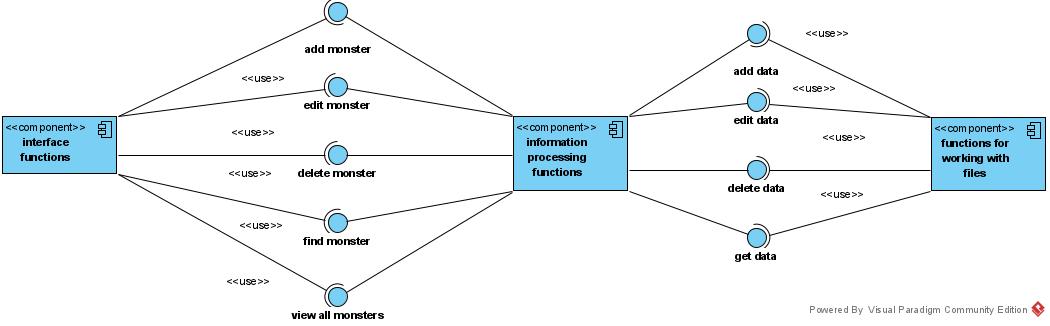 add monster
<<use>>
edit monster
<<use>>
delete monster
<<use>>
find monster
<<use>>
<<use>>
view all monsters
<<component>>
interface
functions
<<component>>
information
processing
functions
<<use>>
add data
<<use>>
edit data
<<use>>
delete data
<<use>>
get data
<<component>>
functions for
working with
files
Powered By Visual Paradigm Community Edition